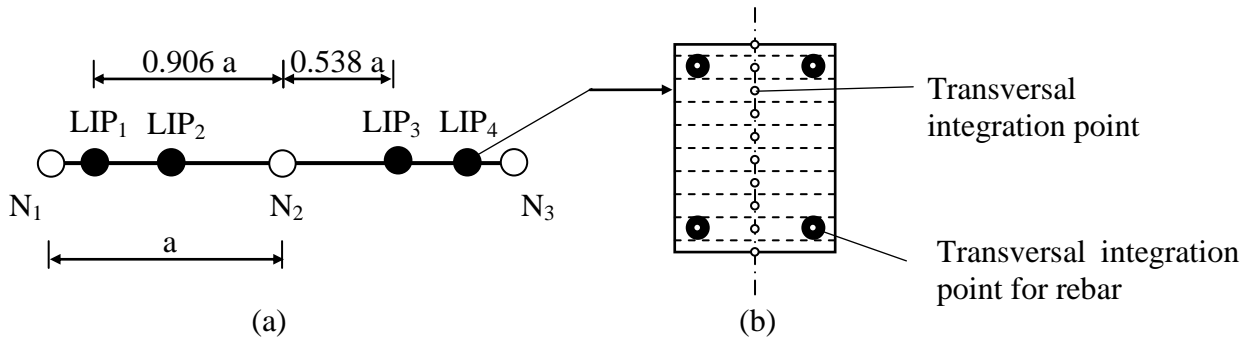 0.906 a
0.538 a
LIP₁
LIP₂
LIP₃
LIP₄
N₁
N₂
N₃
a
(a)
Transversal
integration point
Transversal integration
point for rebar
(b)